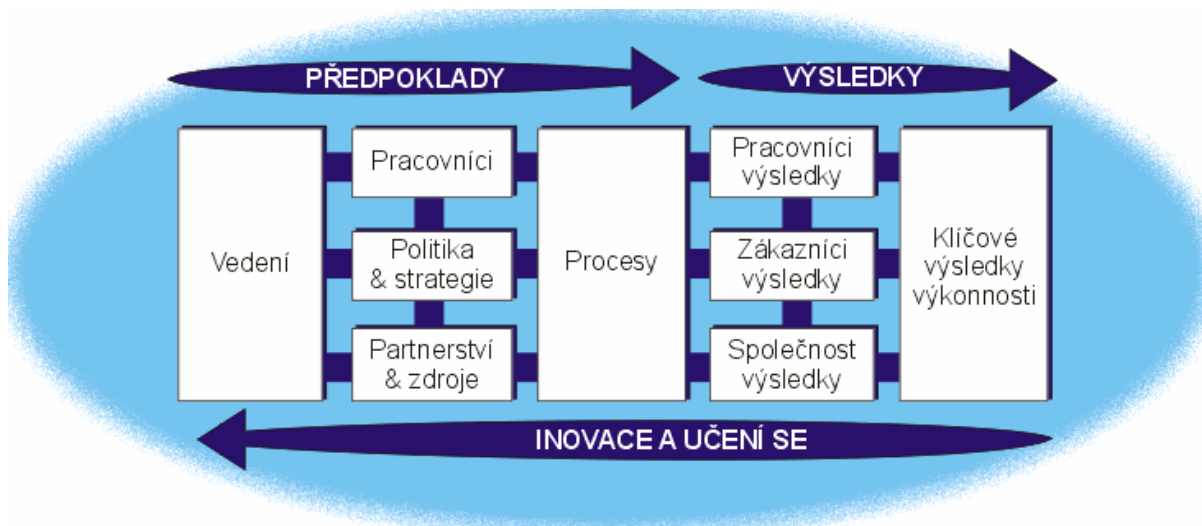 PŘEDPOKLADY
VÝSLEDKY
Vedení
Pracovníci
Politika
& strategie
Partnerství
& zdroje
Procesy
Pracovníci
výsledky
Zákazníci
výsledky
Společnost
výsledky
Klíčové
výsledky
výkonnosti
INOVACE A UČENÍ SE